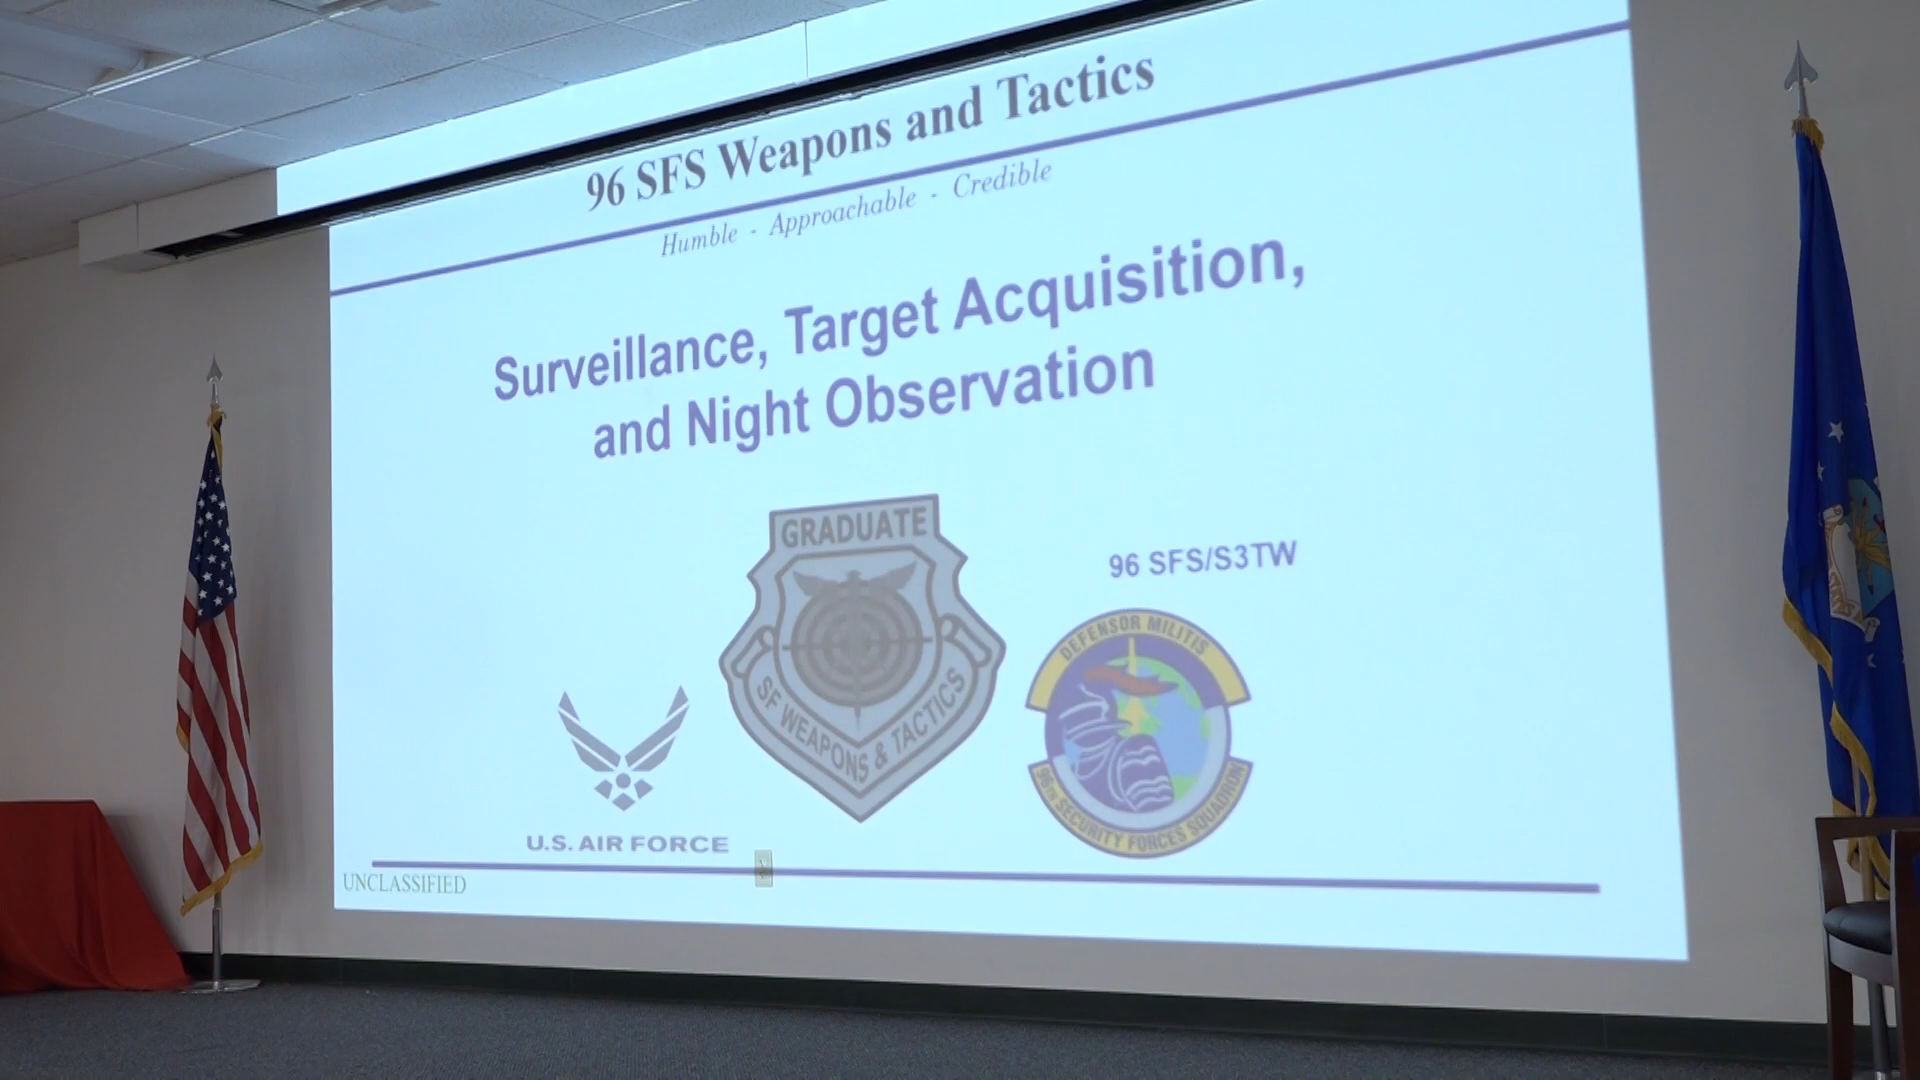 96 SFS Weapons and Tactics
Humble - Approachable - Credible
Surveillance, Target Acquisition,
and Night Observation
GRADUATE
SF WEAPONS & TACTICS
96 SFS/S3TW
DEFENSOR MILITIS
96TH SECURITY FORCES SQUADRON
U.S. AIR FORCE
UNCLASSIFIED